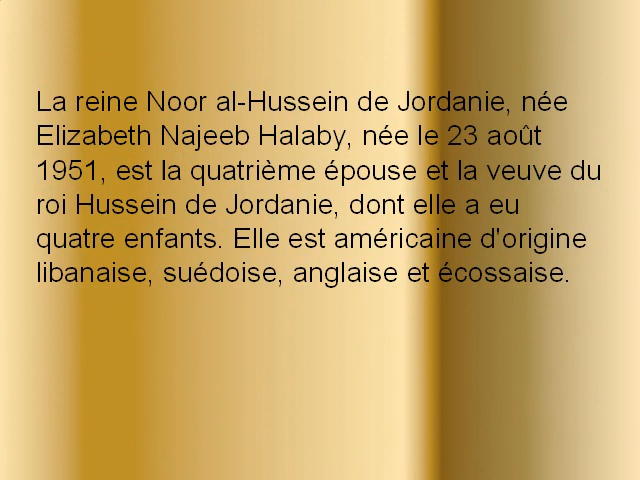 La reine Noor al-Hussein de Jordanie, née
Elizabeth Najeeb Halaby, née le 23 août
1951, est la quatrième épouse et la veuve du
roi Hussein de Jordanie, dont elle a eu
quatre enfants. Elle est américaine d'origine
libanaise, suédoise, anglaise et écossaise.